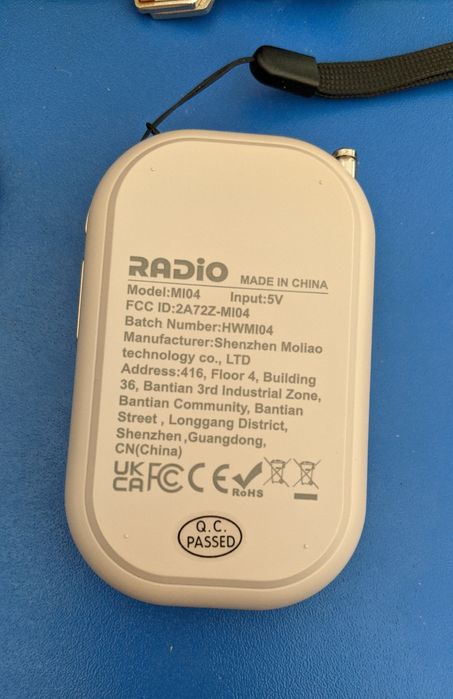 RADiO MADE IN CHINA
Model:MI04 Input:5V
FCC ID:2A72Z-MI04
Batch Number:HWMI04
Manufacturer:Shenzhen Moliao
technology co., LTD
Address:416, Floor 4, Building
36, Bantian 3rd Industrial Zone,
Bantian Community, Bantian
Street , Longgang District,
Shenzhen ,Guangdong,
CN(China)
UK
CA FC CE RoHS
Q.C.
PASSED